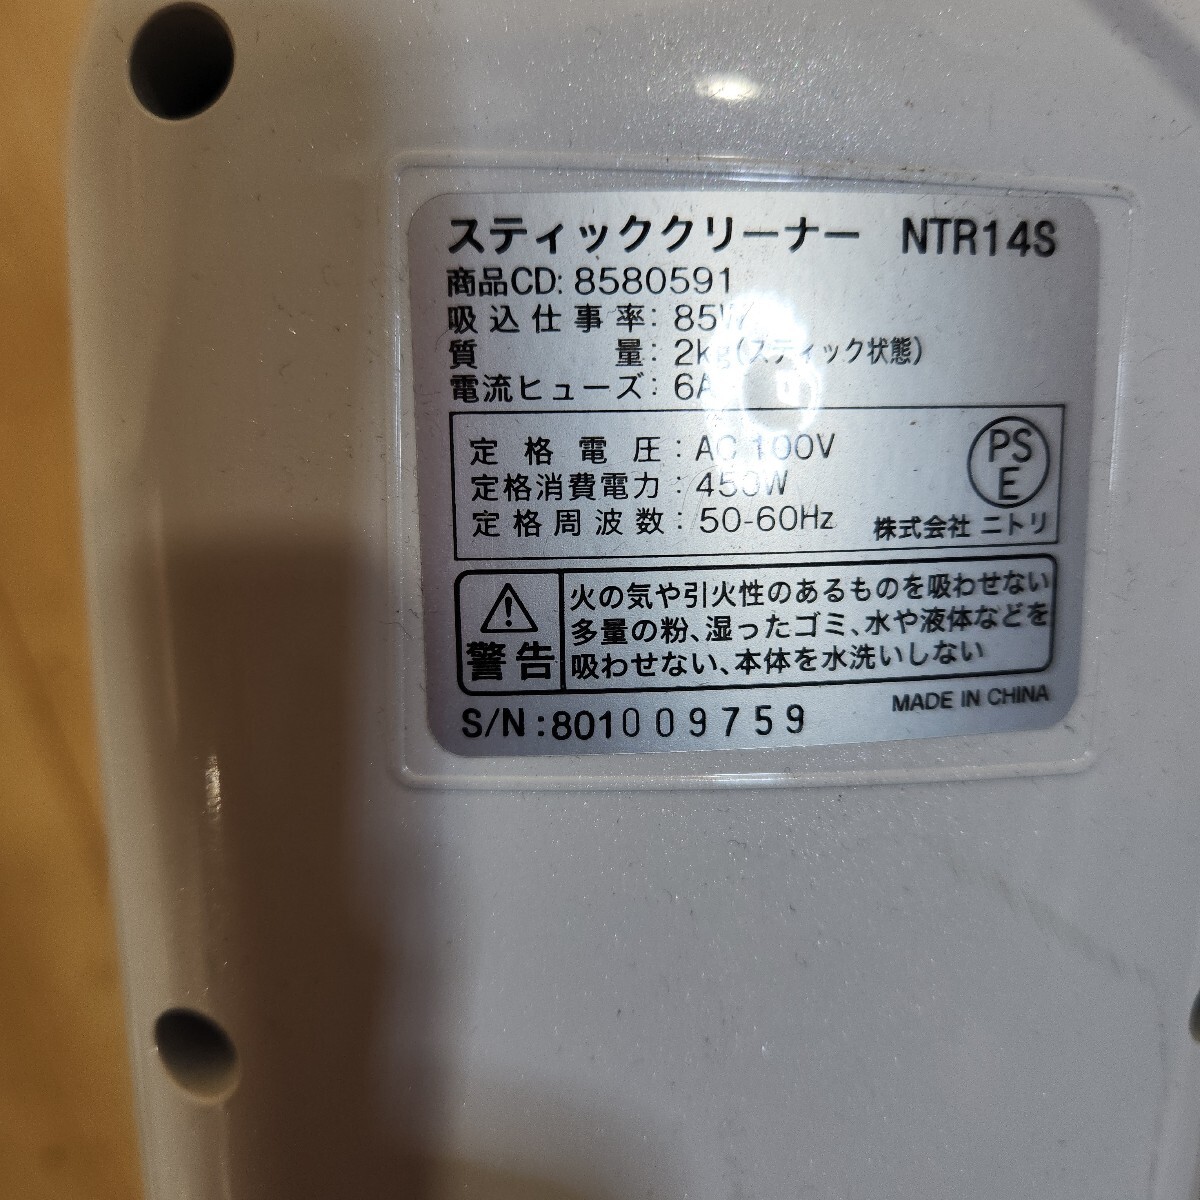 スティッククリーナー NTR14S
商品CD: 8580591
吸込仕事率: 85W
質量: 2kg(スティック状態)
電流ヒューズ: 6A
定格電圧: AC 100V
定格消費電力: 450W
定格周波数: 50-60Hz
PS
E
株式会社 ニトリ
警告
火の気や引火性のあるものを吸わせない
多量の粉、湿ったゴミ、水や液体などを
吸わせない、本体を水洗いしない
MADE IN CHINA
S/N:801009759